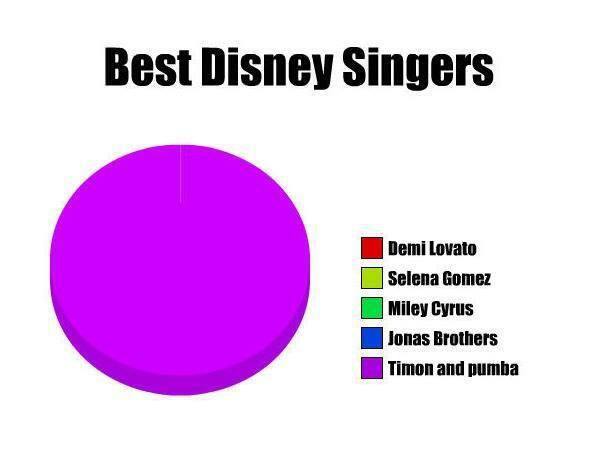 Best Disney Singers
Demi Lovato
Selena Gomez
Miley Cyrus
Jonas Brothers
Timon and pumba